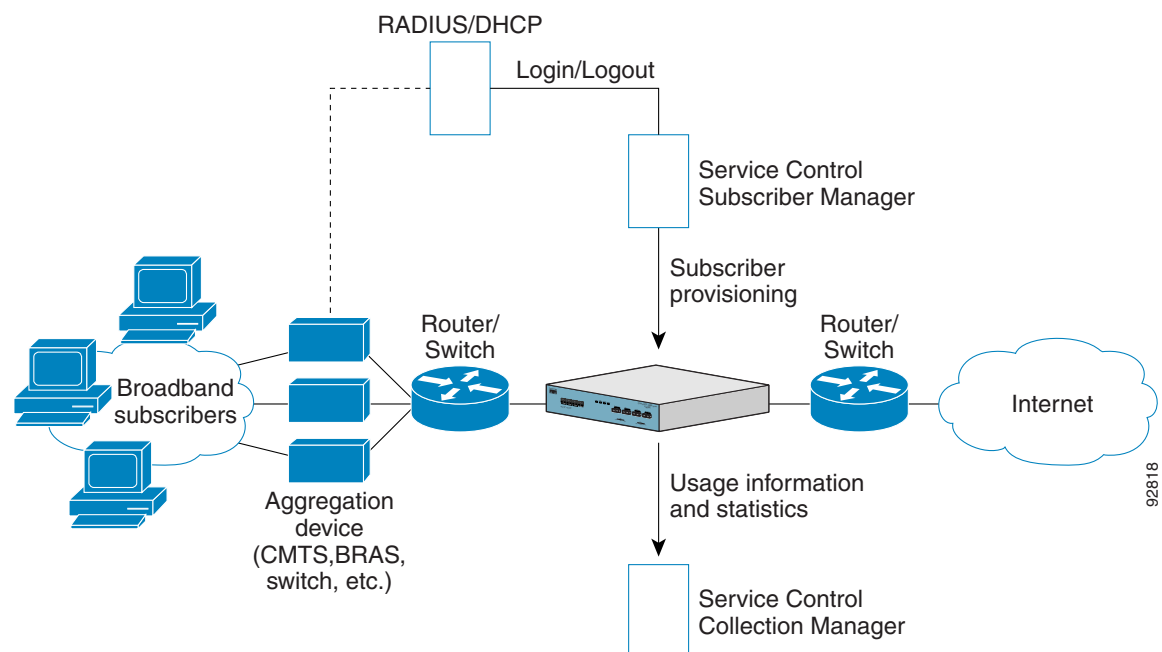 RADIUS/DHCP
Login/Logout
Service Control
Subscriber Manager
Subscriber
provisioning
Router/
Switch
Router/
Switch
Broadband
subscribers
Internet
Aggregation
device
(CMTS,BRAS,
switch, etc.)
Usage information
and statistics
Service Control
Collection Manager
92818